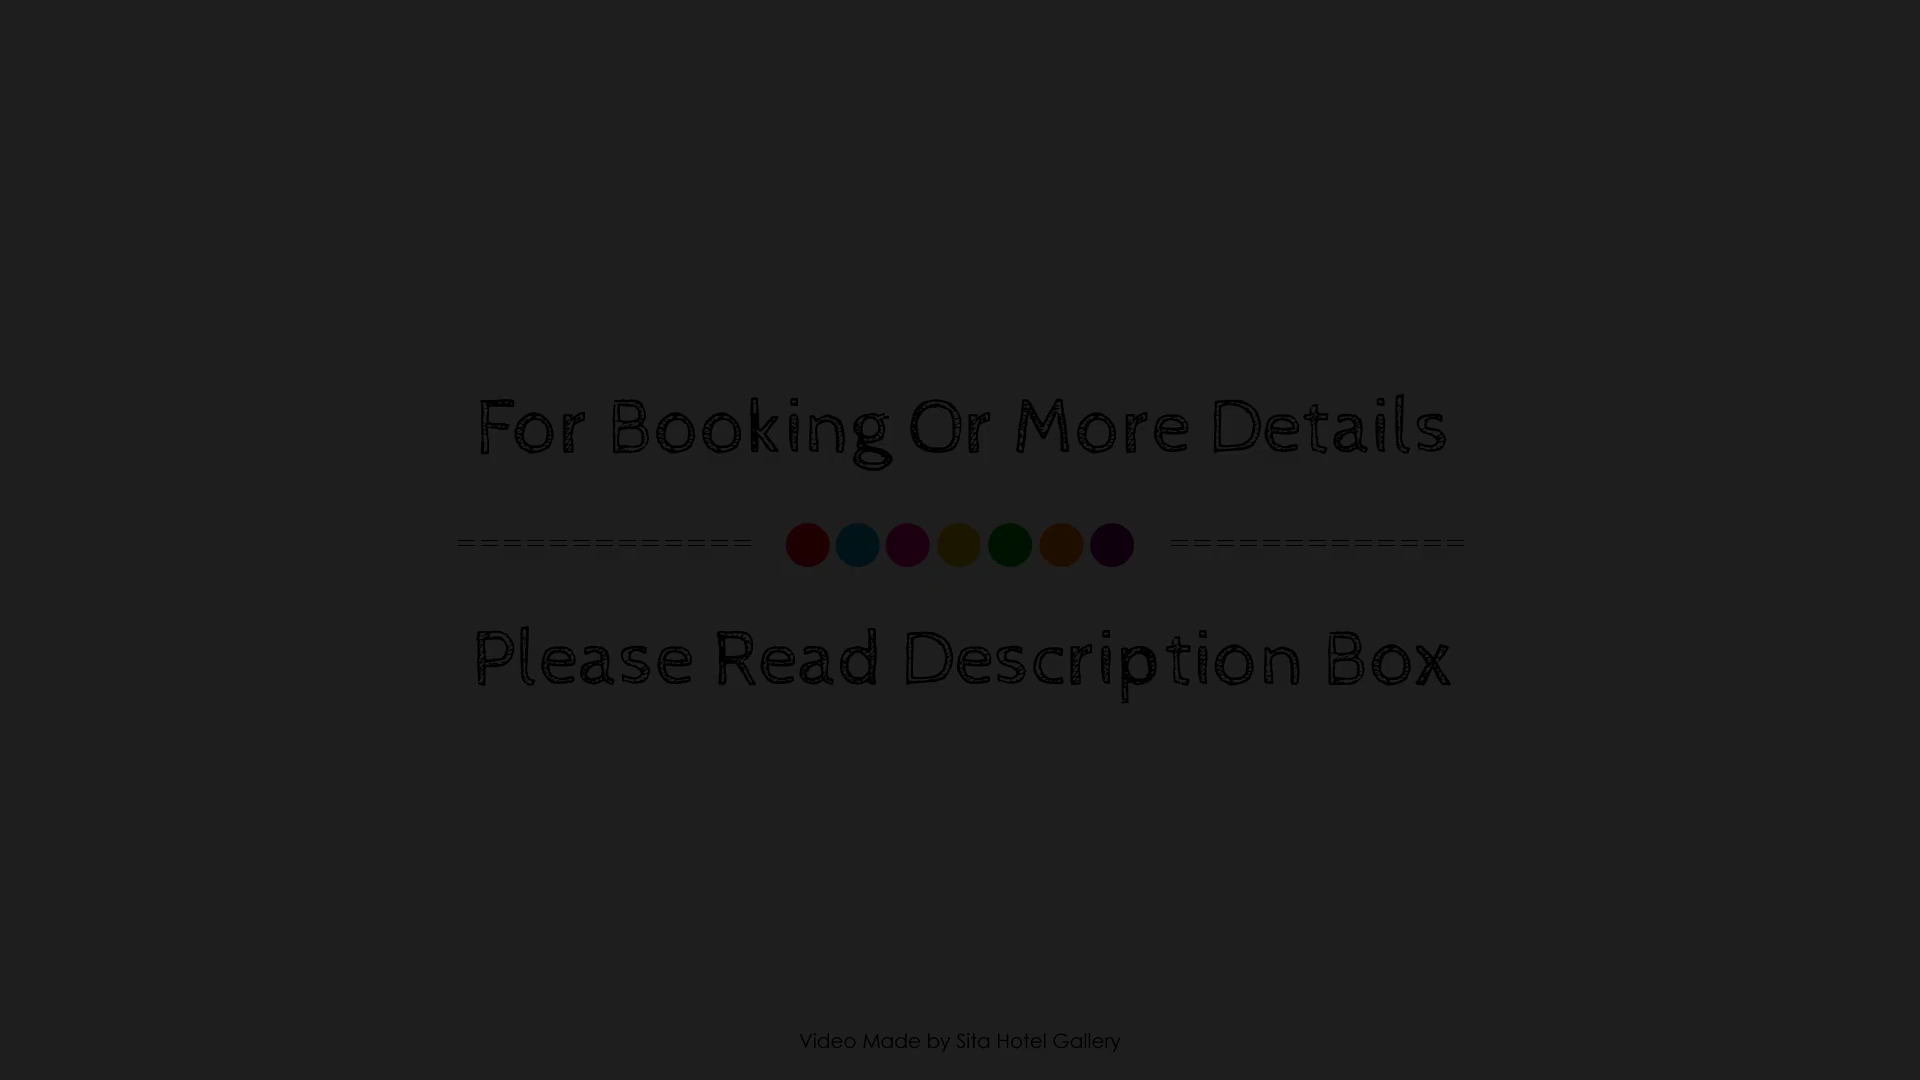 For Booking Or More Details
============= =============
Please Read Description Box
Video Made by Sita Hotel Gallery